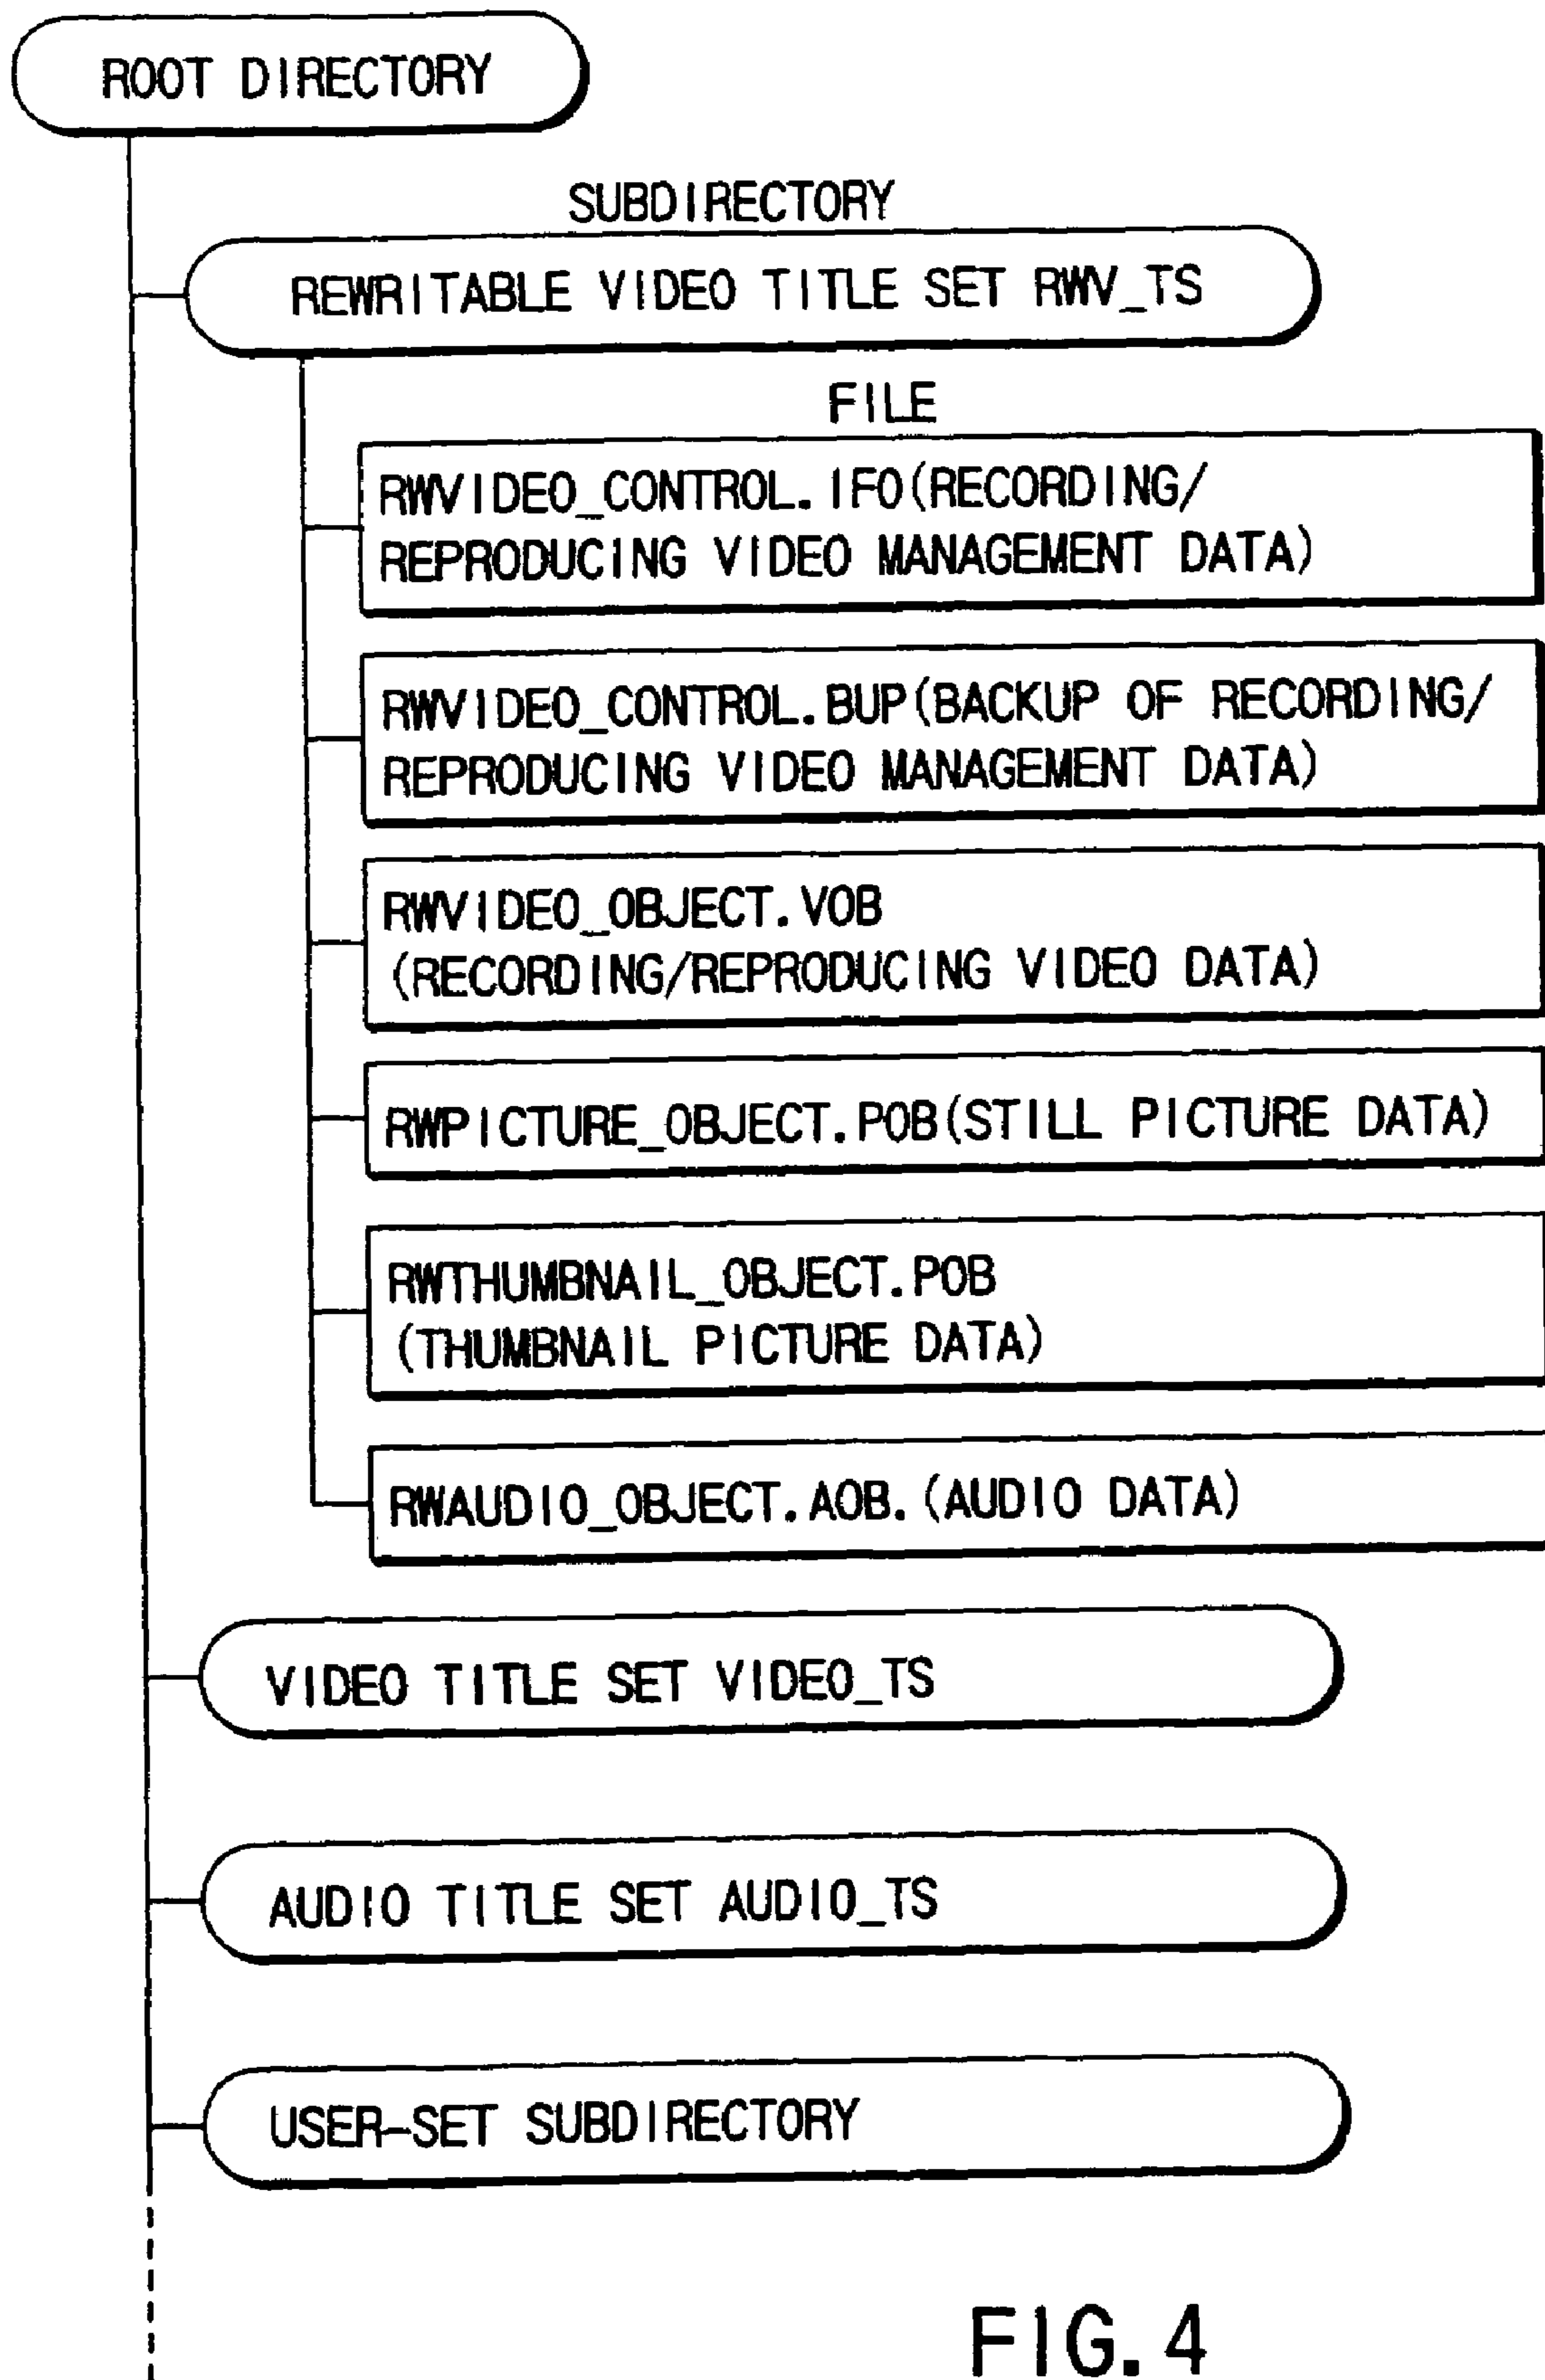 ROOT DIRECTORY
SUBDIRECTORY
REWRITABLE VIDEO TITLE SET RWV_TS
FILE
RWVIDEO_CONTROL.IFO(RECORDING/
REPRODUCING VIDEO MANAGEMENT DATA)
RWVIDEO_CONTROL.BUP(BACKUP OF RECORDING/
REPRODUCING VIDEO MANAGEMENT DATA)
RWVIDEO_OBJECT.VOB
(RECORDING/REPRODUCING VIDEO DATA)
RWPICTURE_OBJECT.POB(STILL PICTURE DATA)
RWTHUMBNAIL_OBJECT.POB
(THUMBNAIL PICTURE DATA)
RWAUDIO_OBJECT.AOB.(AUDIO DATA)
VIDEO TITLE SET VIDEO_TS
AUDIO TITLE SET AUDIO_TS
USER-SET SUBDIRECTORY
FIG.4